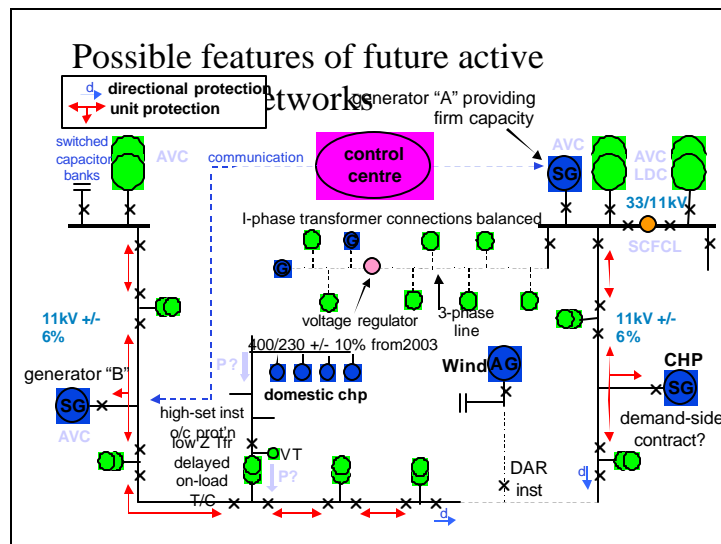 Possible features of future active
networks
d directional protection
unit protection
generator "A" providing
firm capacity
switched
capacitor
banks
AVC
communication
control
centre
AVC
SG
AVC
LDC
33/11kV
SCFCL
I-phase transformer connections balanced
G
G
voltage regulator
3-phase
line
11kV +/-
6%
11kV +/-
6%
400/230 +/- 10% from2003
P?
domestic chp
Wind
AG
CHP
SG
generator "B"
SG
AVC
high-set inst
o/c prot'n
low Z Tfr
delayed
on-load
T/C
VT
P?
demand-side
contract?
DAR
inst
d
d